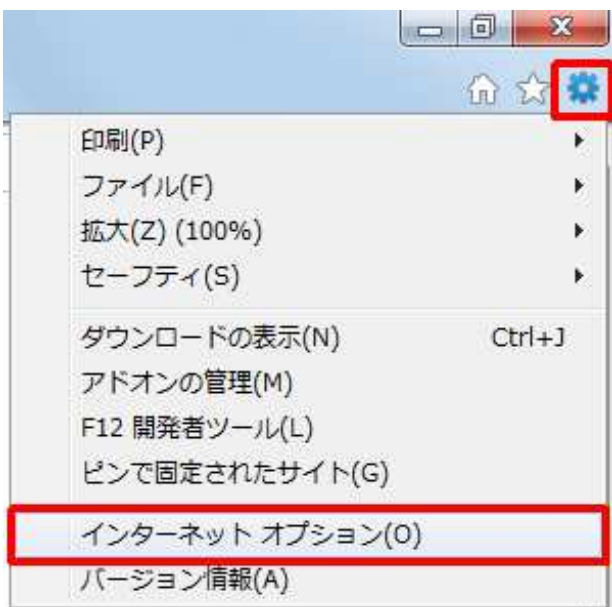 印刷(P)
ファイル(F)
拡大(Z) (100%)
セーフティ(S)
ダウンロードの表示(N) Ctrl+J
アドオンの管理(M)
F12 開発者ツール(L)
ピンで固定されたサイト(G)
インターネット オプション(O)
バージョン情報(A)